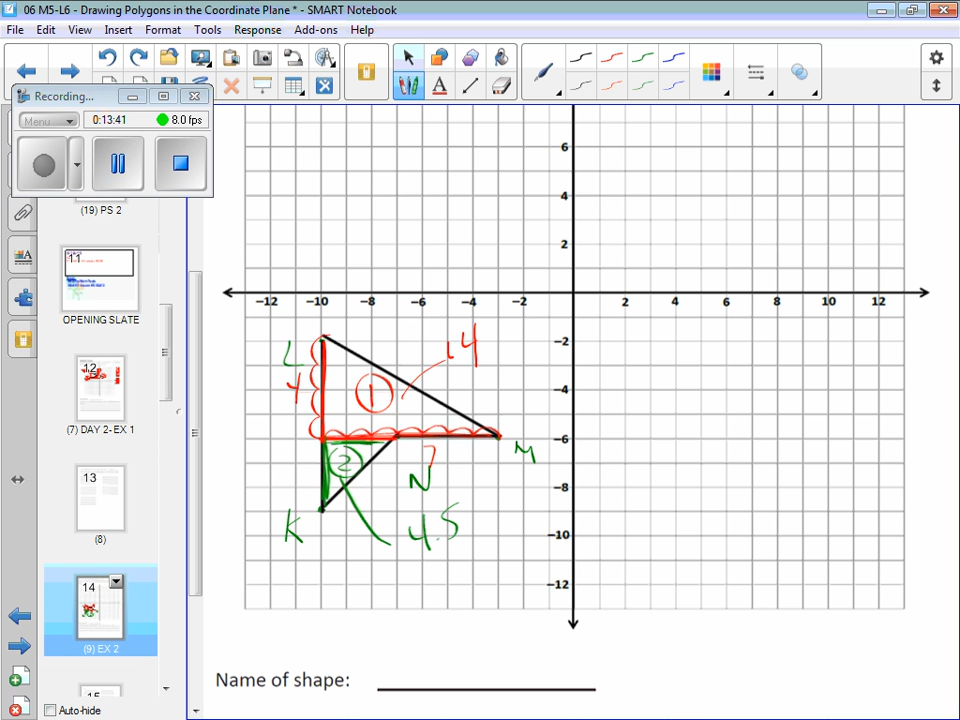 06 M5-L6 - Drawing Polygons in the Coordinate Plane * - SMART Notebook
File Edit View Insert Format Tools Response Add-ons Help
Recording...
Menu 0:13:41 8.0 fps
(19) PS 2
11
OPENING SLATE
12
(7) DAY 2- EX 1
13
(8)
14
(9) EX 2
15
Auto-hide
6
4
2
−12 −10 −8 −6 −4 −2 2 4 6 8 10 12
−2
−4
−6
−8
−10
−12
L
4
1
14
7
M
2
N
K
4.5
Name of shape: